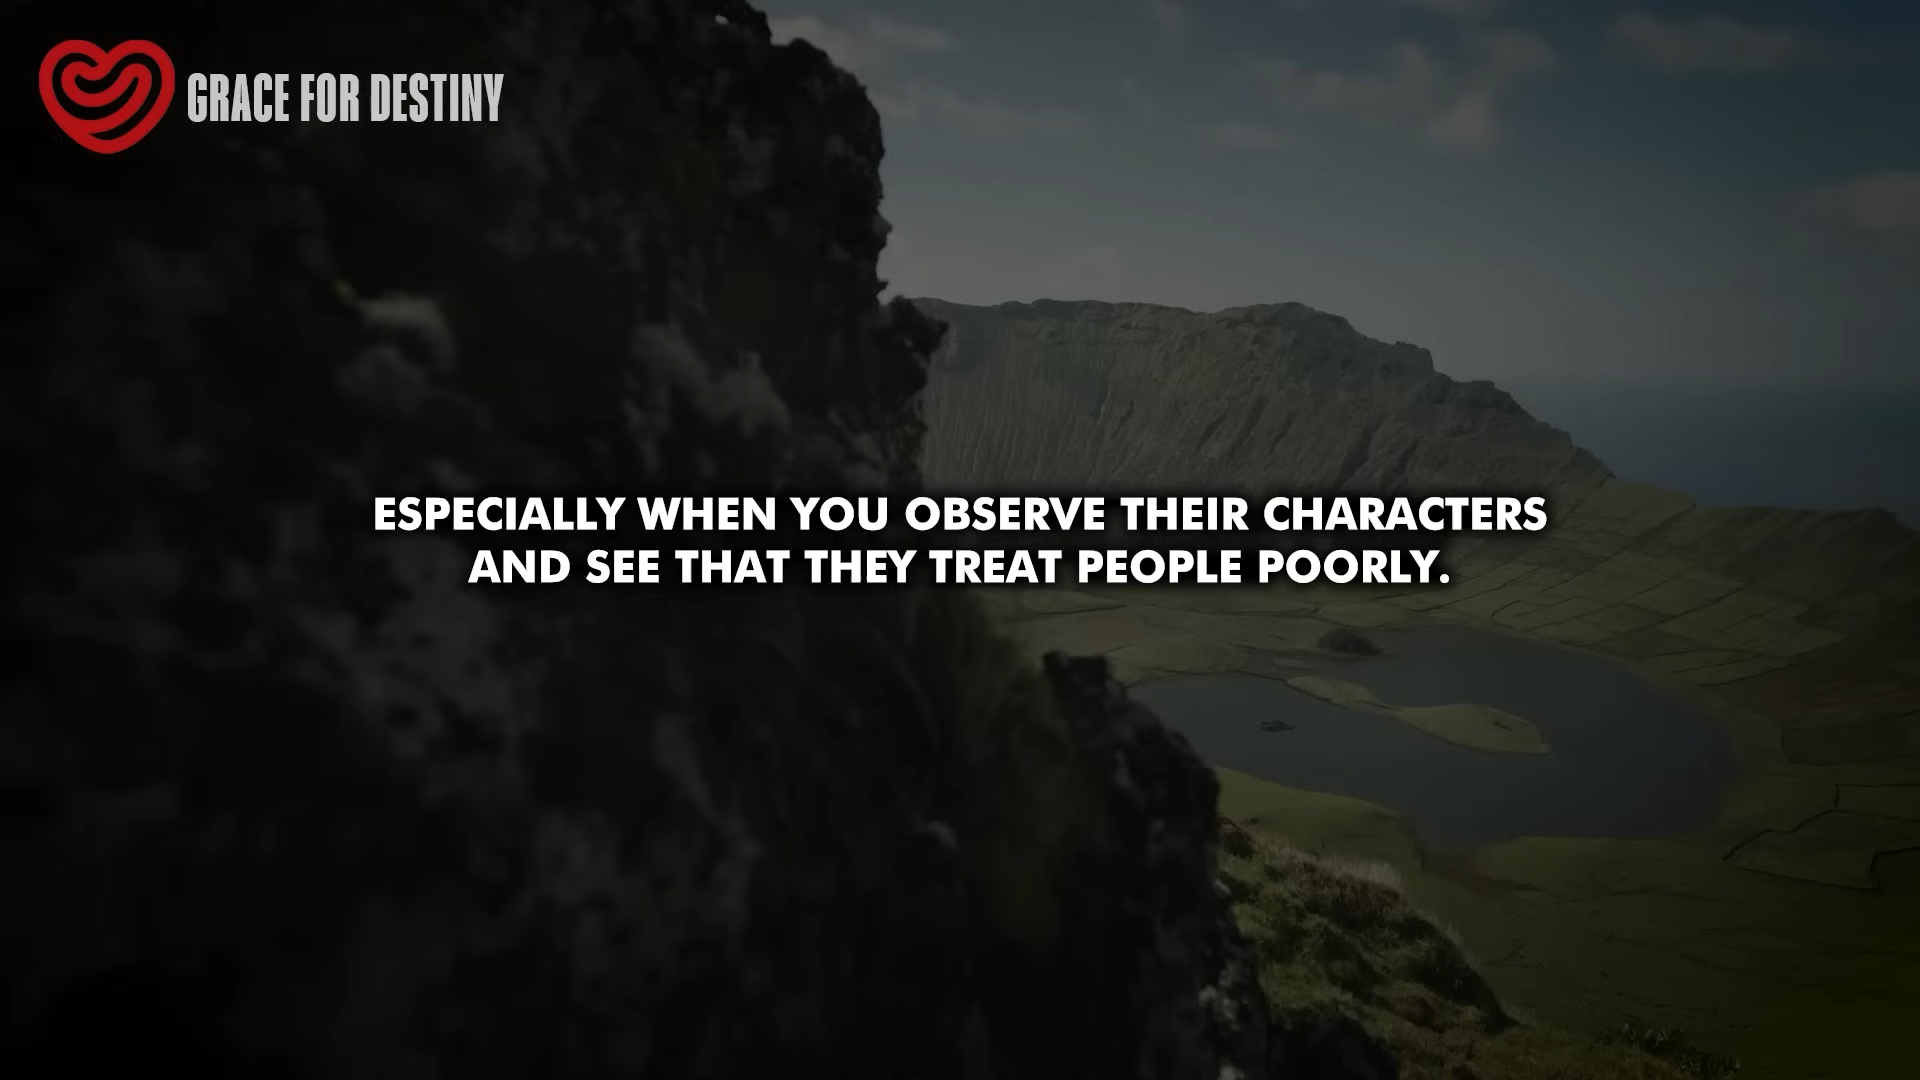 GRACE FOR DESTINY
ESPECIALLY WHEN YOU OBSERVE THEIR CHARACTERS
AND SEE THAT THEY TREAT PEOPLE POORLY.